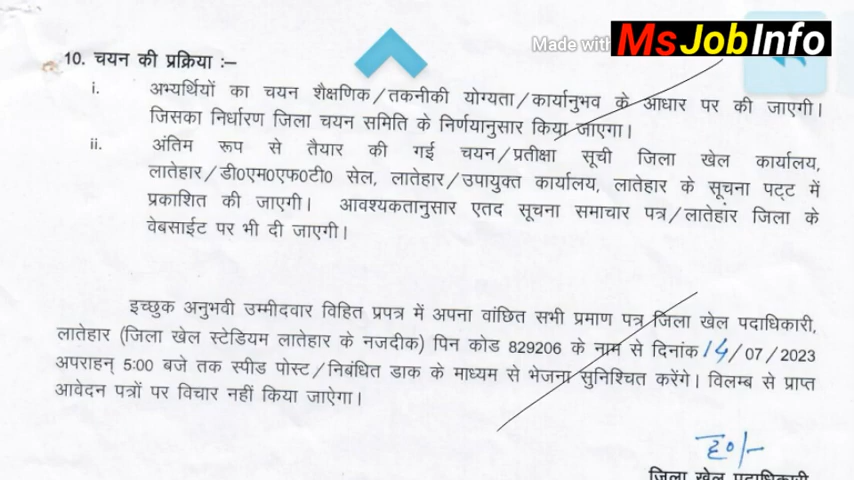 Made with
MsJobInfo
10. चयन की प्रक्रिया :–
i. अभ्यर्थियों का चयन शैक्षणिक/तकनीकी योग्यता/कार्यानुभव के आधार पर की जाएगी।
जिसका निर्धारण जिला चयन समिति के निर्णयानुसार किया जाएगा।
ii. अंतिम रूप से तैयार की गई चयन/प्रतीक्षा सूची जिला खेल कार्यालय,
लातेहार/डी0एम0एफ0टी0 सेल, लातेहार/उपायुक्त कार्यालय, लातेहार के सूचना पट्ट में
प्रकाशित की जाएगी। आवश्यकतानुसार एतद सूचना समाचार पत्र/लातेहार जिला के
वेबसाईट पर भी दी जाएगी।
इच्छुक अनुभवी उम्मीदवार विहित प्रपत्र में अपना वांछित सभी प्रमाण पत्र जिला खेल पदाधिकारी,
लातेहार (जिला खेल स्टेडियम लातेहार के नजदीक) पिन कोड 829206 के नाम से दिनांक 14/07/2023
अपराहन् 5:00 बजे तक स्पीड पोस्ट/निबंधित डाक के माध्यम से भेजना सुनिश्चित करेंगे। विलम्ब से प्राप्त
आवेदन पत्रों पर विचार नहीं किया जाऐगा।
ह0/-
जिला खेल पदाधिकारी